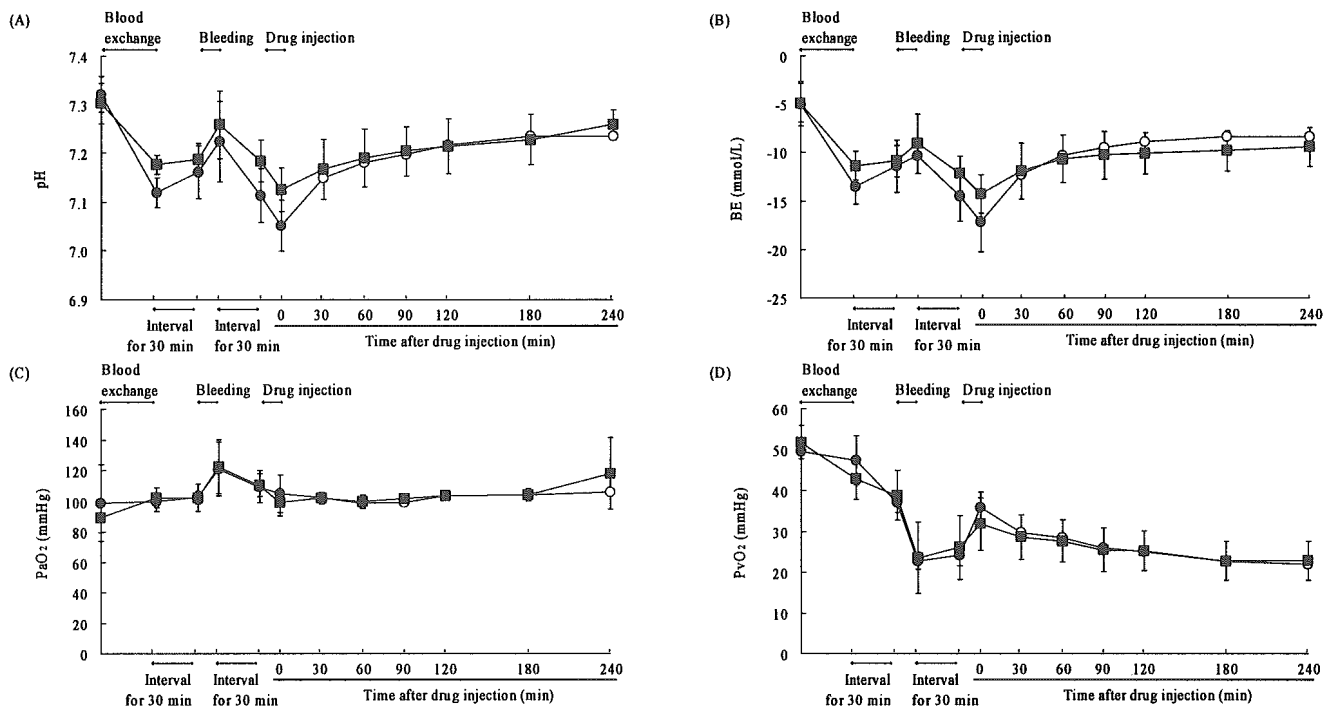 (A)
Blood
exchange
Bleeding
Drug injection
7.4
7.3
7.2
7.1
7.0
6.9
pH
0 30 60 90 120 180 240
Interval
for 30 min
Interval
for 30 min
Time after drug injection (min)
(B)
Blood
exchange
Bleeding
Drug injection
0
-5
-10
-15
-20
-25
BE (mmol/L)
0 30 60 90 120 180 240
Interval
for 30 min
Interval
for 30 min
Time after drug injection (min)
(C)
Blood
exchange
Bleeding
Drug injection
160
140
120
100
80
60
40
20
0
PaO2 (mmHg)
0 30 60 90 120 180 240
Interval
for 30 min
Interval
for 30 min
Time after drug injection (min)
(D)
Blood
exchange
Bleeding
Drug injection
60
50
40
30
20
10
0
PvO2 (mmHg)
0 30 60 90 120 180 240
Interval
for 30 min
Interval
for 30 min
Time after drug injection (min)